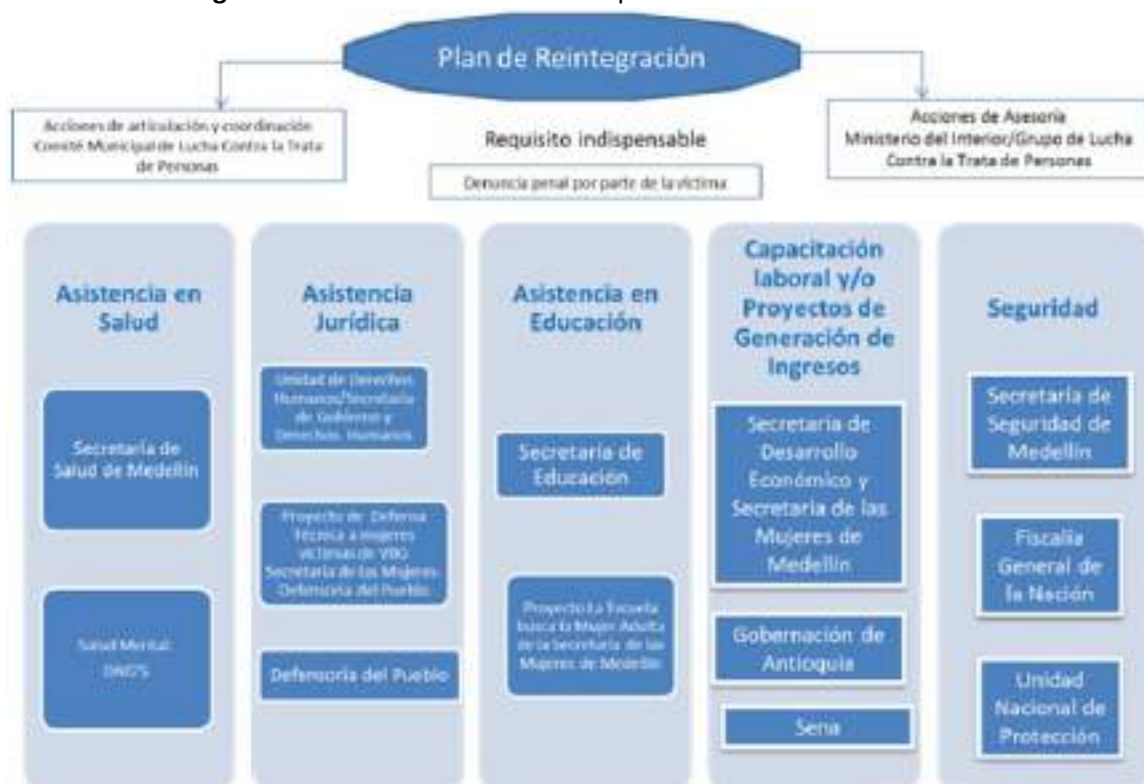 Plan de Reintegración
Acciones de articulación y coordinación
Comité Municipal de Lucha Contra la Trata
de Personas
Requisito indispensable
Denuncia penal por parte de la víctima
Acciones de Asesoría
Ministerio del Interior/Grupo de Lucha
Contra la Trata de Personas
Asistencia en
Salud
Secretaría de
Salud de Medellín
Salud Mental:
ONG'S
Asistencia
Jurídica
Unidad de Derechos
Humanos/Secretaría
de Gobierno y
Derechos Humanos
Proyecto de Defensa
Técnica a mujeres
víctimas de VBG
Secretaría de las Mujeres-
Defensoría del Pueblo
Defensoría del Pueblo
Asistencia en
Educación
Secretaría de
Educación
Proyecto La Escuela
busca la Mujer Adulta
de la Secretaría de las
Mujeres de Medellín
Capacitación
laboral y/o
Proyectos de
Generación de
Ingresos
Secretaría de
Desarrollo
Económico y
Secretaria de las
Mujeres de
Medellín
Gobernación de
Antioquia
Sena
Seguridad
Secretaría de
Seguridad de
Medellín
Fiscalía
General de
la Nación
Unidad
Nacional de
Protección